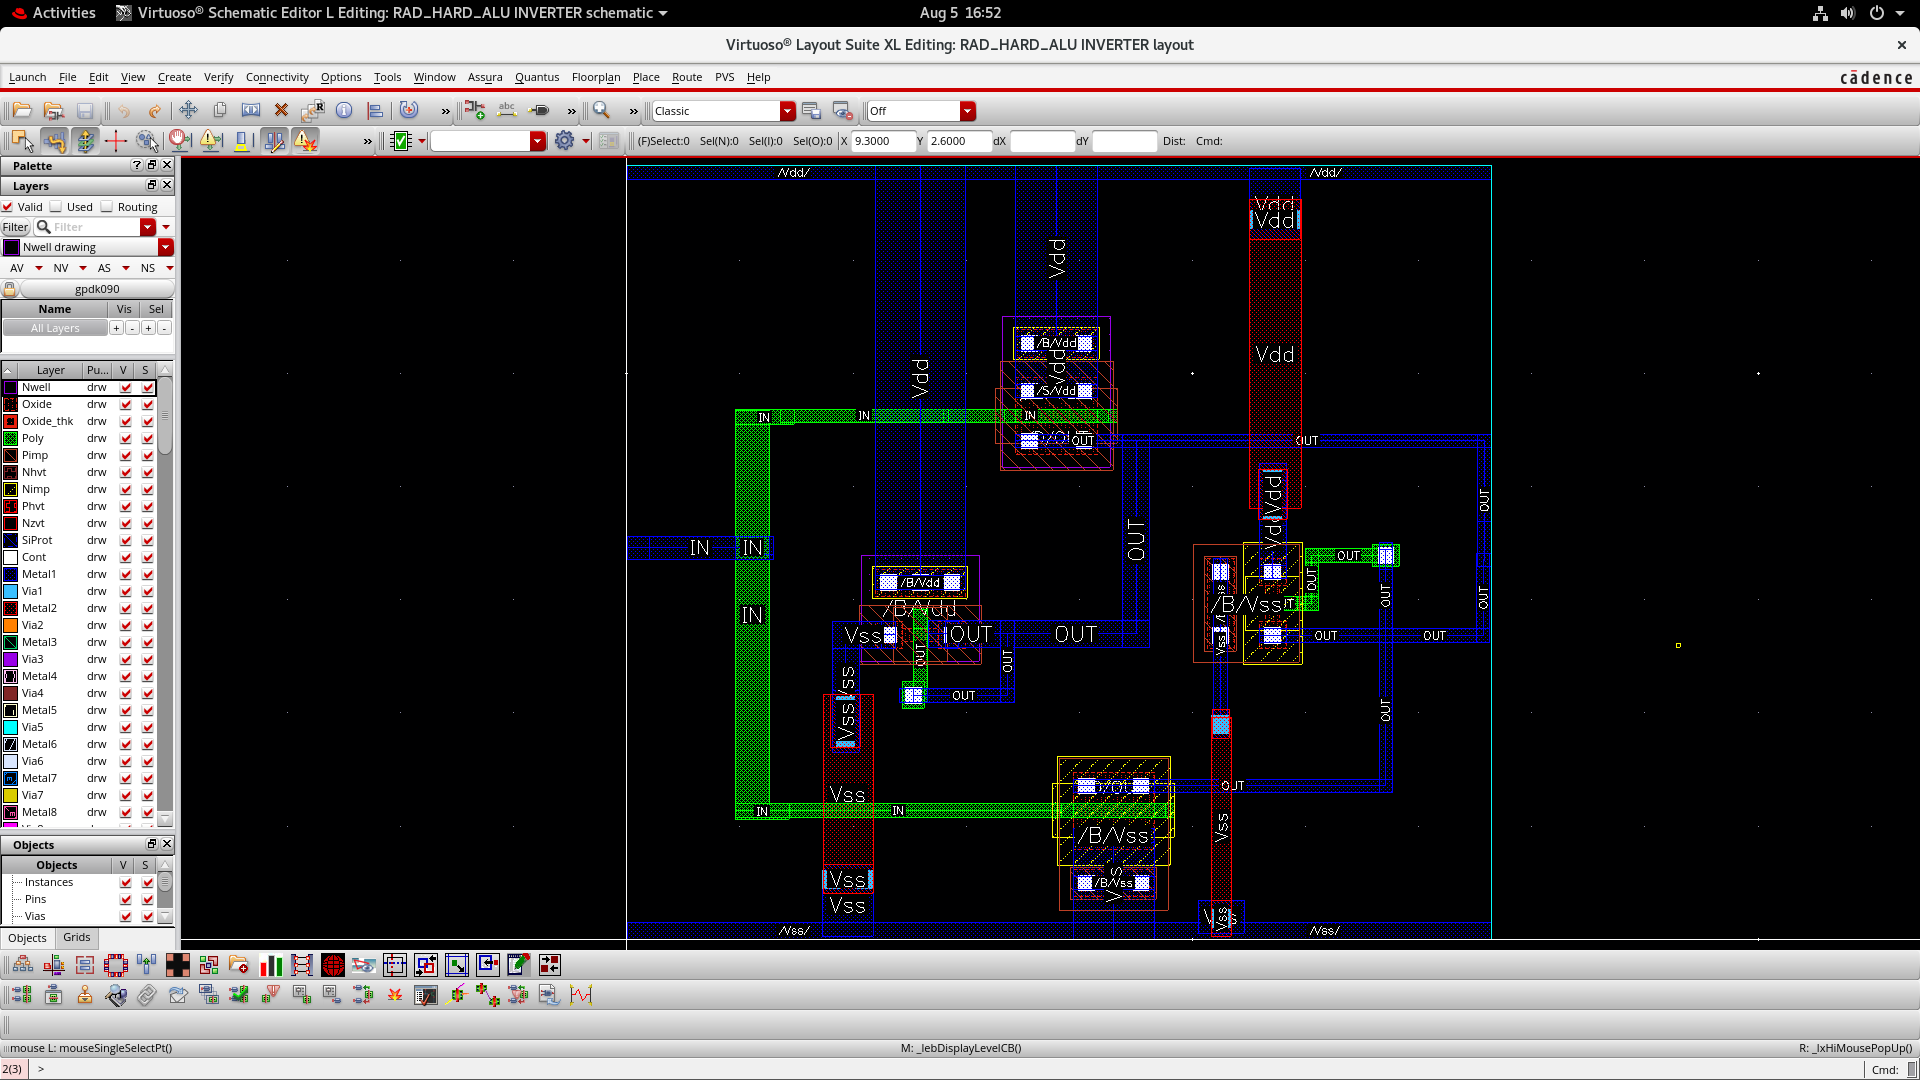 Activities Virtuoso® Schematic Editor L Editing: RAD_HARD_ALU INVERTER schematic Aug 5 16:52
Virtuoso® Layout Suite XL Editing: RAD_HARD_ALU INVERTER layout
Launch File Edit View Create Verify Connectivity Options Tools Window Assura Quantus Floorplan Place Route PVS Help cādence
» » » Classic Off
» (F)Select:0 Sel(N):0 Sel(I):0 Sel(O):0 X 9.3000 Y 2.6000 dX dY Dist: Cmd:
Palette
Layers
Valid Used Routing
Filter Filter
Nwell drawing
AV NV AS NS
gpdk090
Name Vis Sel
All Layers + - + -
Layer Pu... V S
Nwell drw
Oxide drw
Oxide_thk drw
Poly drw
Pimp drw
Nhvt drw
Nimp drw
Phvt drw
Nzvt drw
SiProt drw
Cont drw
Metal1 drw
Via1 drw
Metal2 drw
Via2 drw
Metal3 drw
Via3 drw
Metal4 drw
Via4 drw
Metal5 drw
Via5 drw
Metal6 drw
Via6 drw
Metal7 drw
Via7 drw
Metal8 drw
Objects
Objects V S
Instances
Pins
Vias
Objects Grids
/Vdd/ /Vdd/
Vdd
Vdd
Vdd
/B/Vdd
Vdd
Vdd
Vdd
/S/Vdd
IN IN IN
OUT OUT
Vdd
OUT
OUT
IN IN IN
OUT
/B/Vdd
OUT
OUT
OUT
/B/Vdd
/B/Vss
IN
Vss OUT OUT
OUT OUT
OUT
OUT
Vss
Vss
OUT
Vss
OUT
OUT
Vss
IN IN
Vss
/B/Vss
Vss
/B/Vss
Vss
Vss
/Vss/ /Vss/
mouse L: mouseSingleSelectPt() M: _lebDisplayLevelCB() R: _lxHiMousePopUp()
2(3) > Cmd: